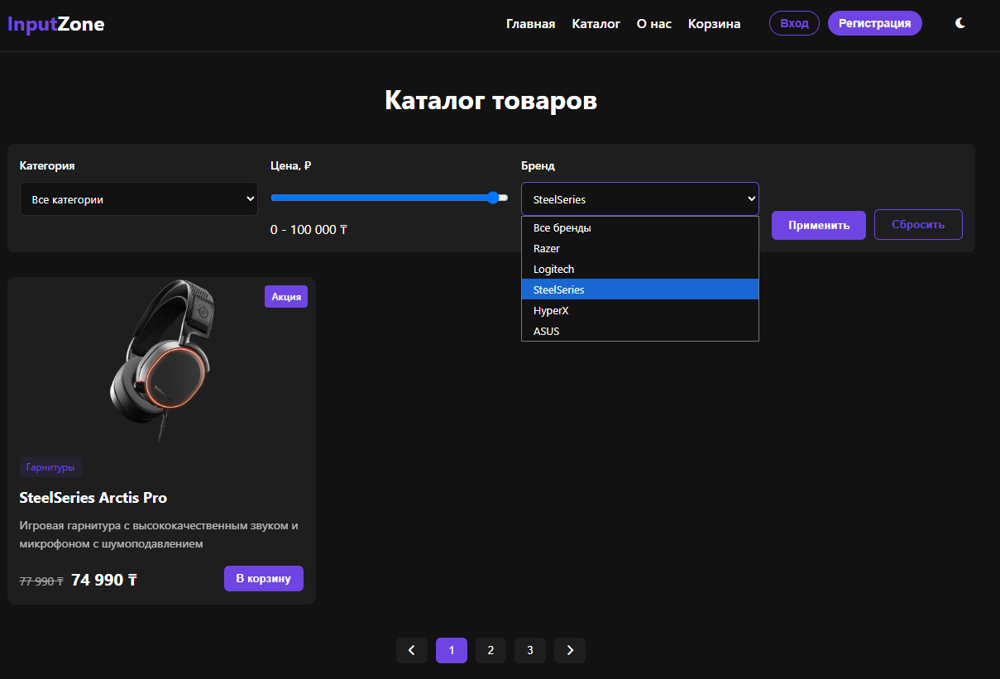 InputZone
Главная Каталог О нас Корзина Вход Регистрация
Каталог товаров
Категория Цена, ₽ Бренд
Все категории SteelSeries
0 - 100 000 ₸
Применить Сбросить
Все бренды
Razer
Logitech
SteelSeries
HyperX
ASUS
Акция
Гарнитуры
SteelSeries Arctis Pro
Игровая гарнитура с высококачественным звуком и
микрофоном с шумоподавлением
77 990 ₸ 74 990 ₸ В корзину
1 2 3